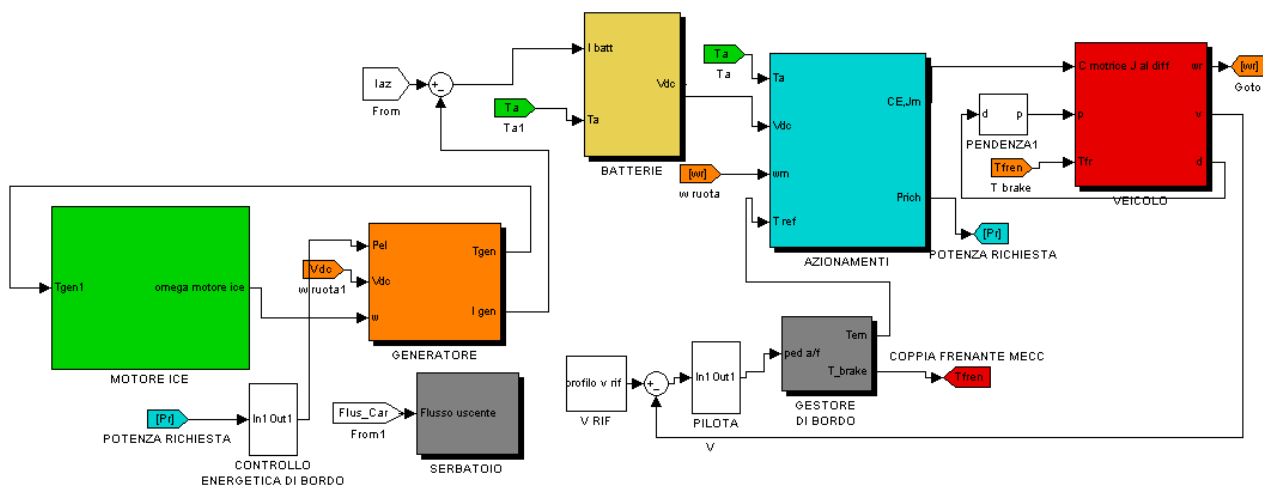 I batt
Ta
Vdc
BATTERIE
Iaz
From
+
-
Ta
Ta1
Ta
Ta
Ta
Vdc
wm
T ref
CE,Jm
Prich
AZIONAMENTI
[wr]
w ruota
C motrice J al diff
p
Tfr
wr
v
d
VEICOLO
[wr]
Goto
d
p
PENDENZA1
Tfren
T brake
[Pr]
POTENZA RICHIESTA
Tgen1
omega motore ice
MOTORE ICE
Pel
Vdc
w
Tgen
I gen
GENERATORE
Vdc
w ruota1
[Pr]
POTENZA RICHIESTA
In1 Out1
CONTROLLO
ENERGETICA DI BORDO
Flus_Car
From1
Flusso uscente
SERBATOIO
profilo v rif
V RIF
+
-
V
In1 Out1
PILOTA
ped a/f
Tem
T_brake
GESTORE
DI BORDO
COPPIA FRENANTE MECC
Tfren